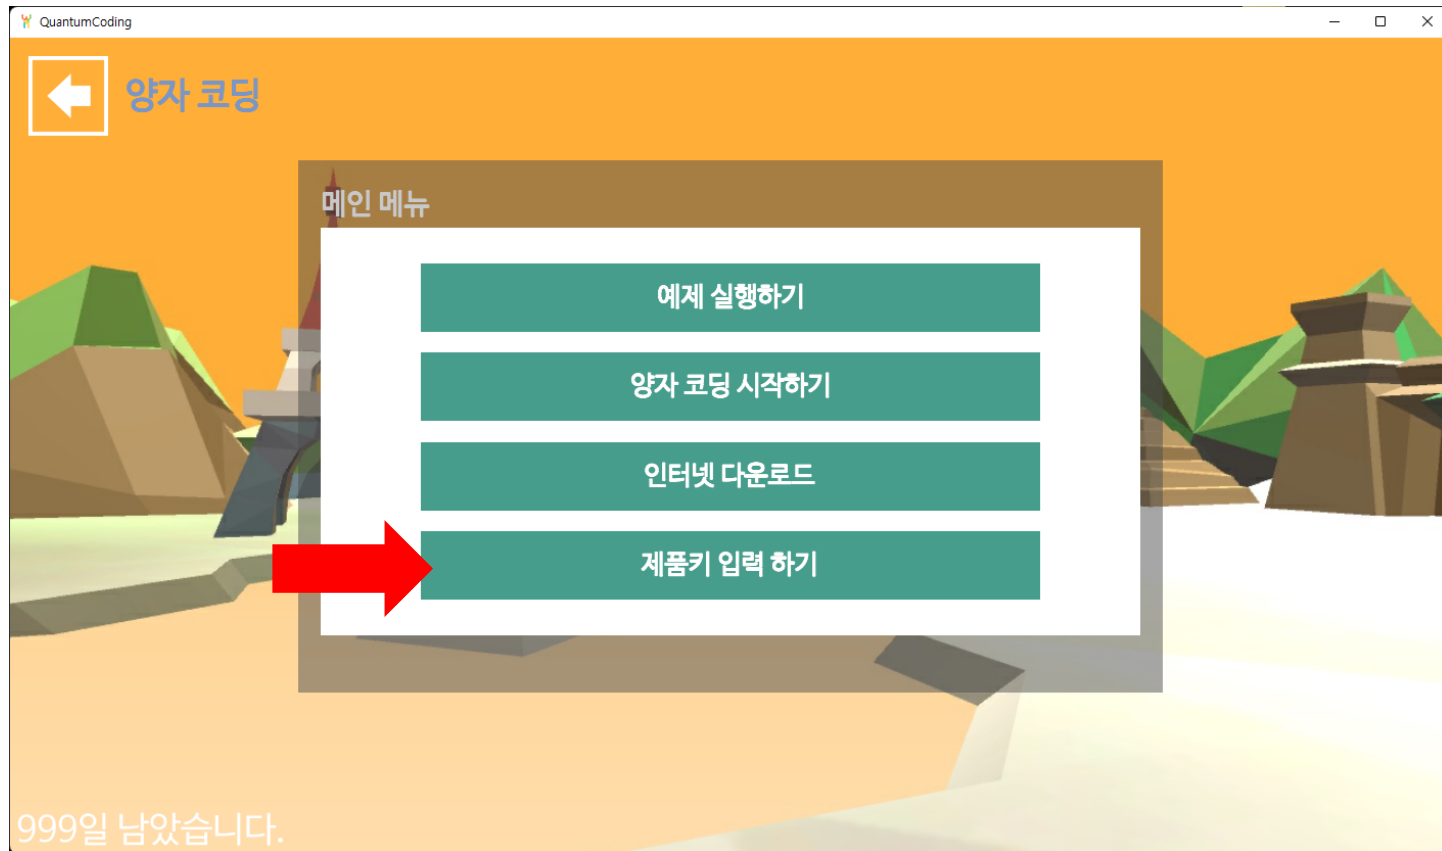 QuantumCoding
양자 코딩
메인 메뉴
예제 실행하기
양자 코딩 시작하기
인터넷 다운로드
제품키 입력 하기
999일 남았습니다.